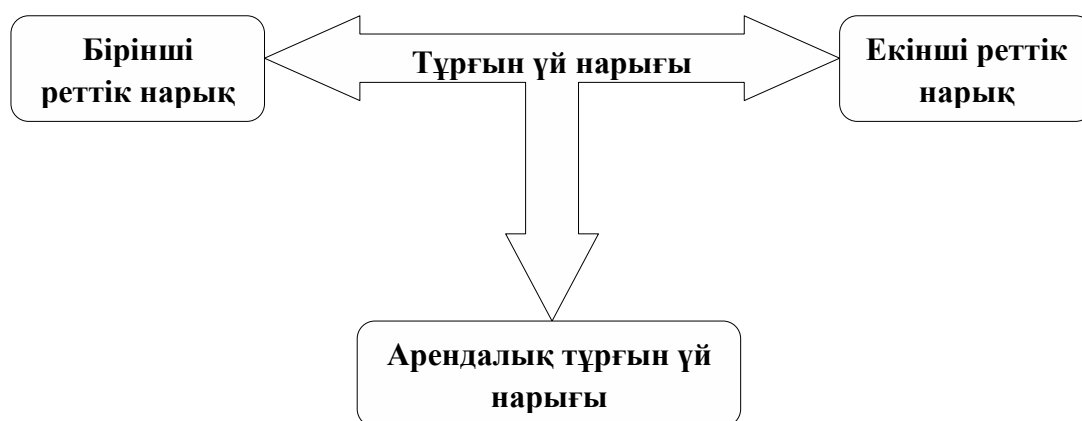 Бірінші
реттік нарық
Тұрғын үй нарығы
Екінші реттік
нарық
Арендалық тұрғын үй
нарығы